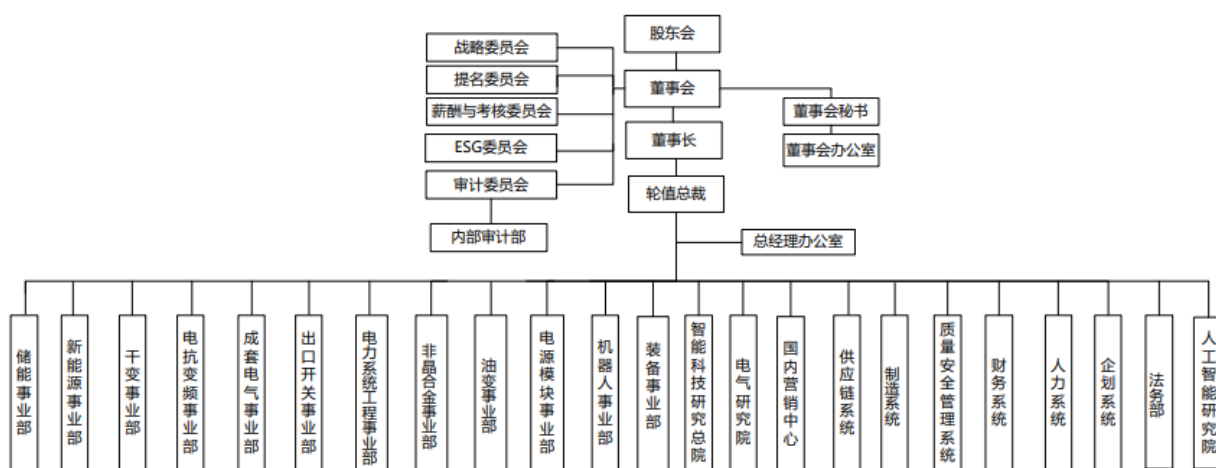 股东会
战略委员会
提名委员会
董事会
薪酬与考核委员会
董事会秘书
ESG委员会
董事长
董事会办公室
审计委员会
轮值总裁
内部审计部
总经理办公室
储能事业部
新能源事业部
干变事业部
电抗变频事业部
成套电气事业部
出口开关事业部
电力系统工程事业部
非晶合金事业部
油变事业部
电源模块事业部
机器人事业部
装备事业部
智能科技研究总院
电气研究院
国内营销中心
供应链系统
制造系统
质量安全管理系统
财务系统
人力系统
企划系统
法务部
人工智能研究院